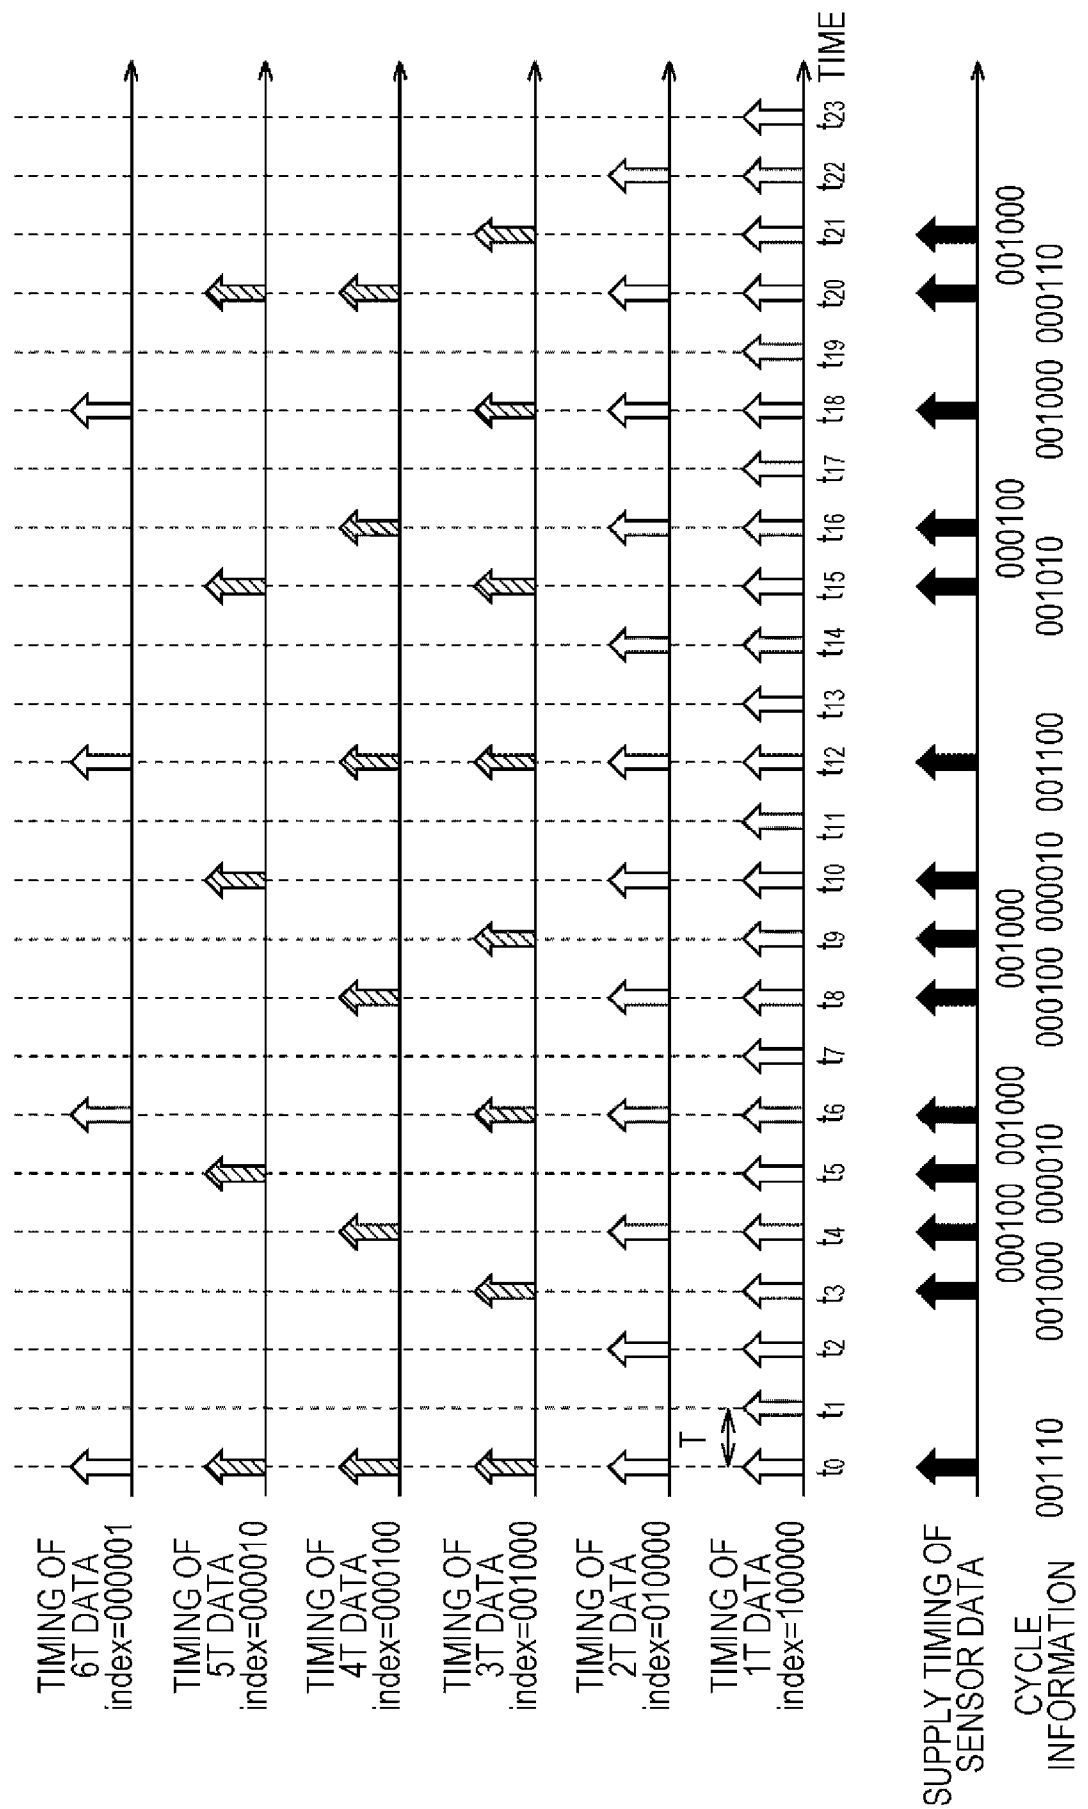 TIMING OF
6T DATA
index=000001
TIMING OF
5T DATA
index=000010
TIMING OF
4T DATA
index=000100
TIMING OF
3T DATA
index=001000
TIMING OF
2T DATA
index=010000
T
TIMING OF
1T DATA
index=100000
t0 t1 t2 t3 t4 t5 t6 t7 t8 t9 t10 t11 t12 t13 t14 t15 t16 t17 t18 t19 t20 t21 t22 t23 TIME
SUPPLY TIMING OF
SENSOR DATA
CYCLE
INFORMATION
000100 001000 001000 000100 001000
001110 001000 000010 000100 000010 001100 001010 001000 000110